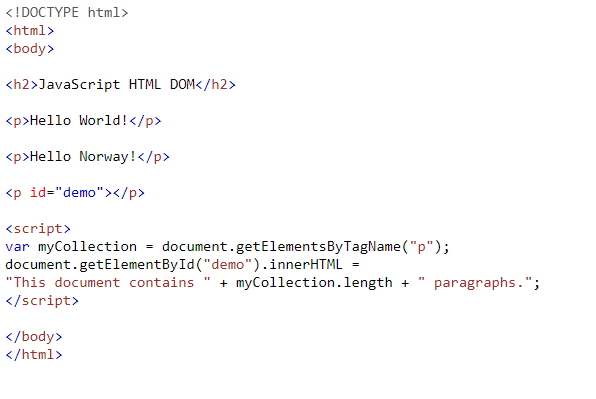 <!DOCTYPE html>
<html>
<body>
<h2>JavaScript HTML DOM</h2>
<p>Hello World!</p>
<p>Hello Norway!</p>
<p id="demo"></p>
<script>
var myCollection = document.getElementsByTagName("p");
document.getElementById("demo").innerHTML =
"This document contains " + myCollection.length + " paragraphs.";
</script>
</body>
</html>